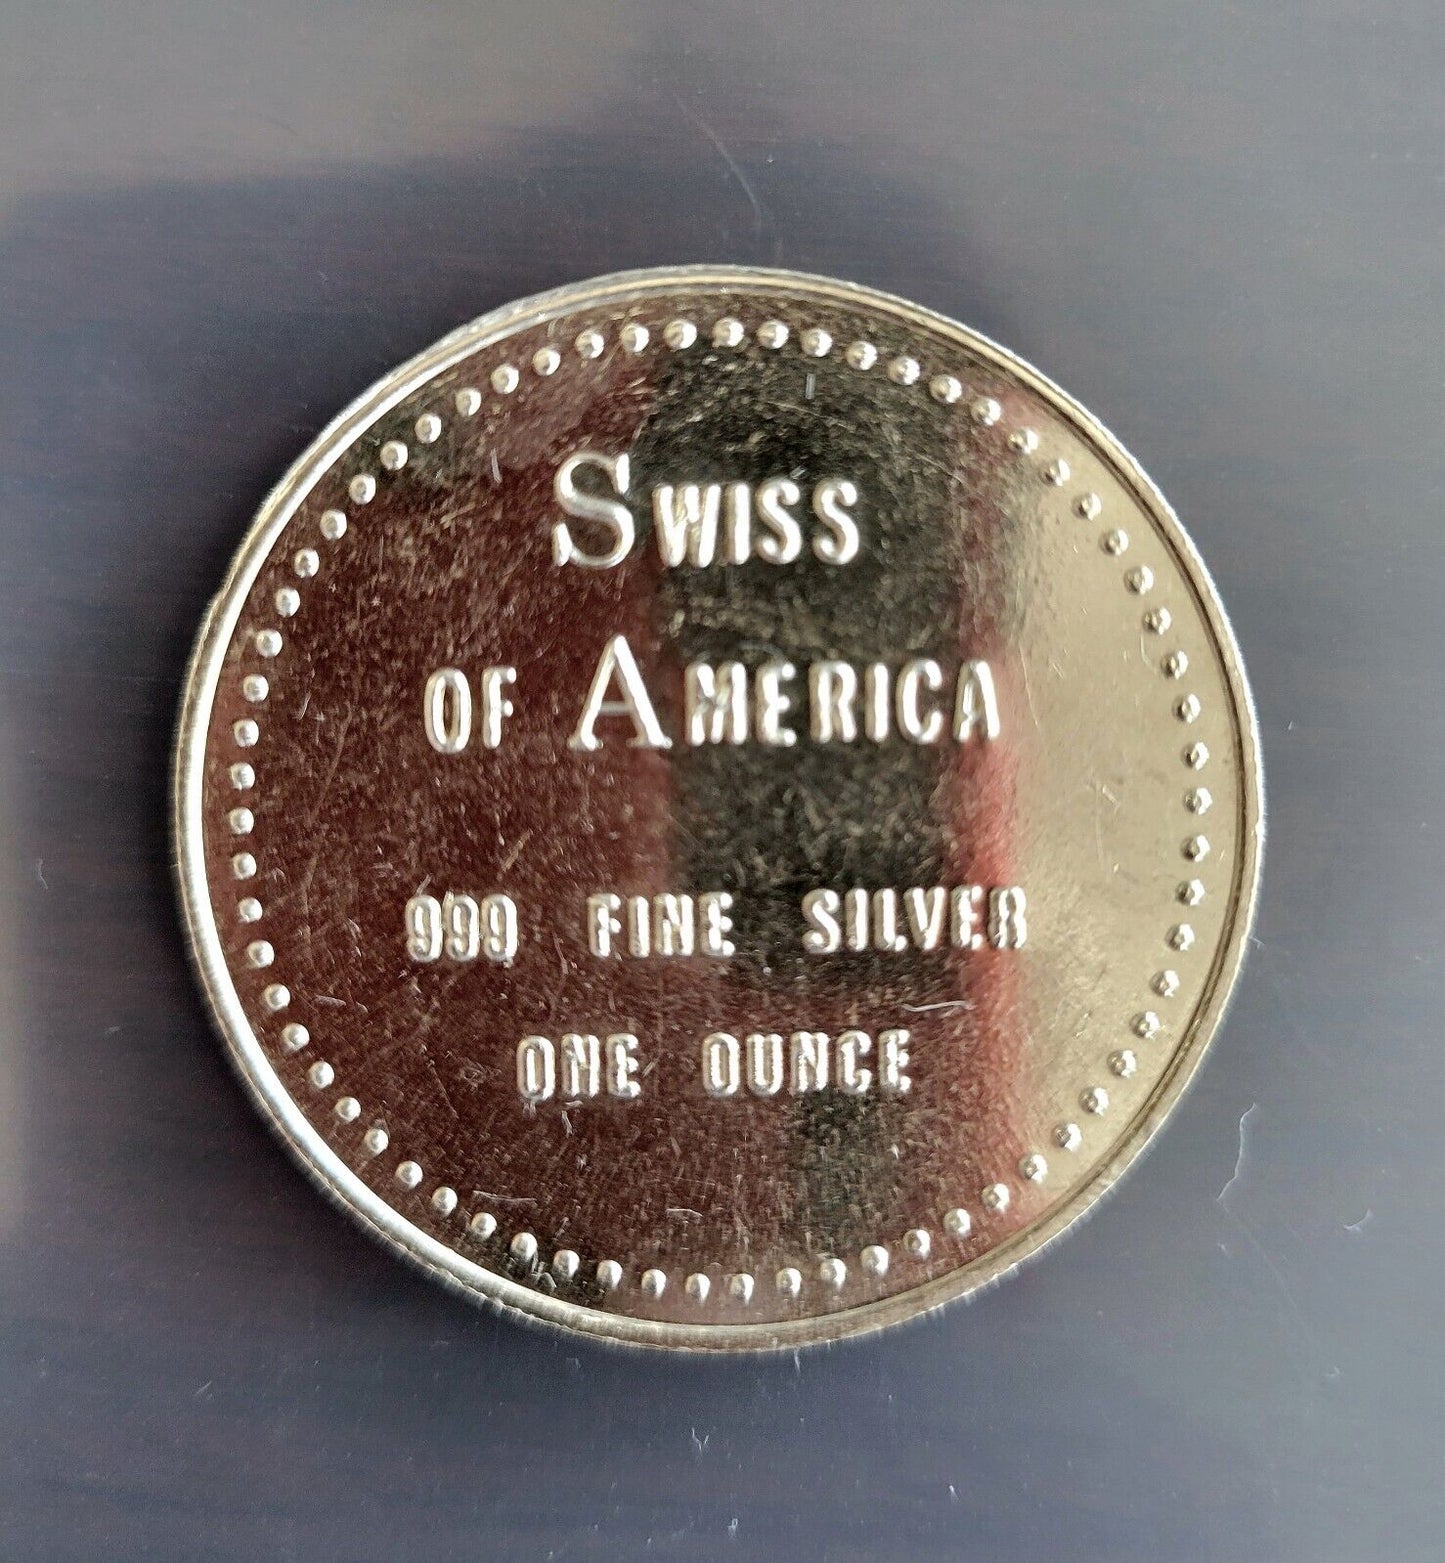 SWISS
OF AMERICA
999 FINE SILVER
ONE OUNCE